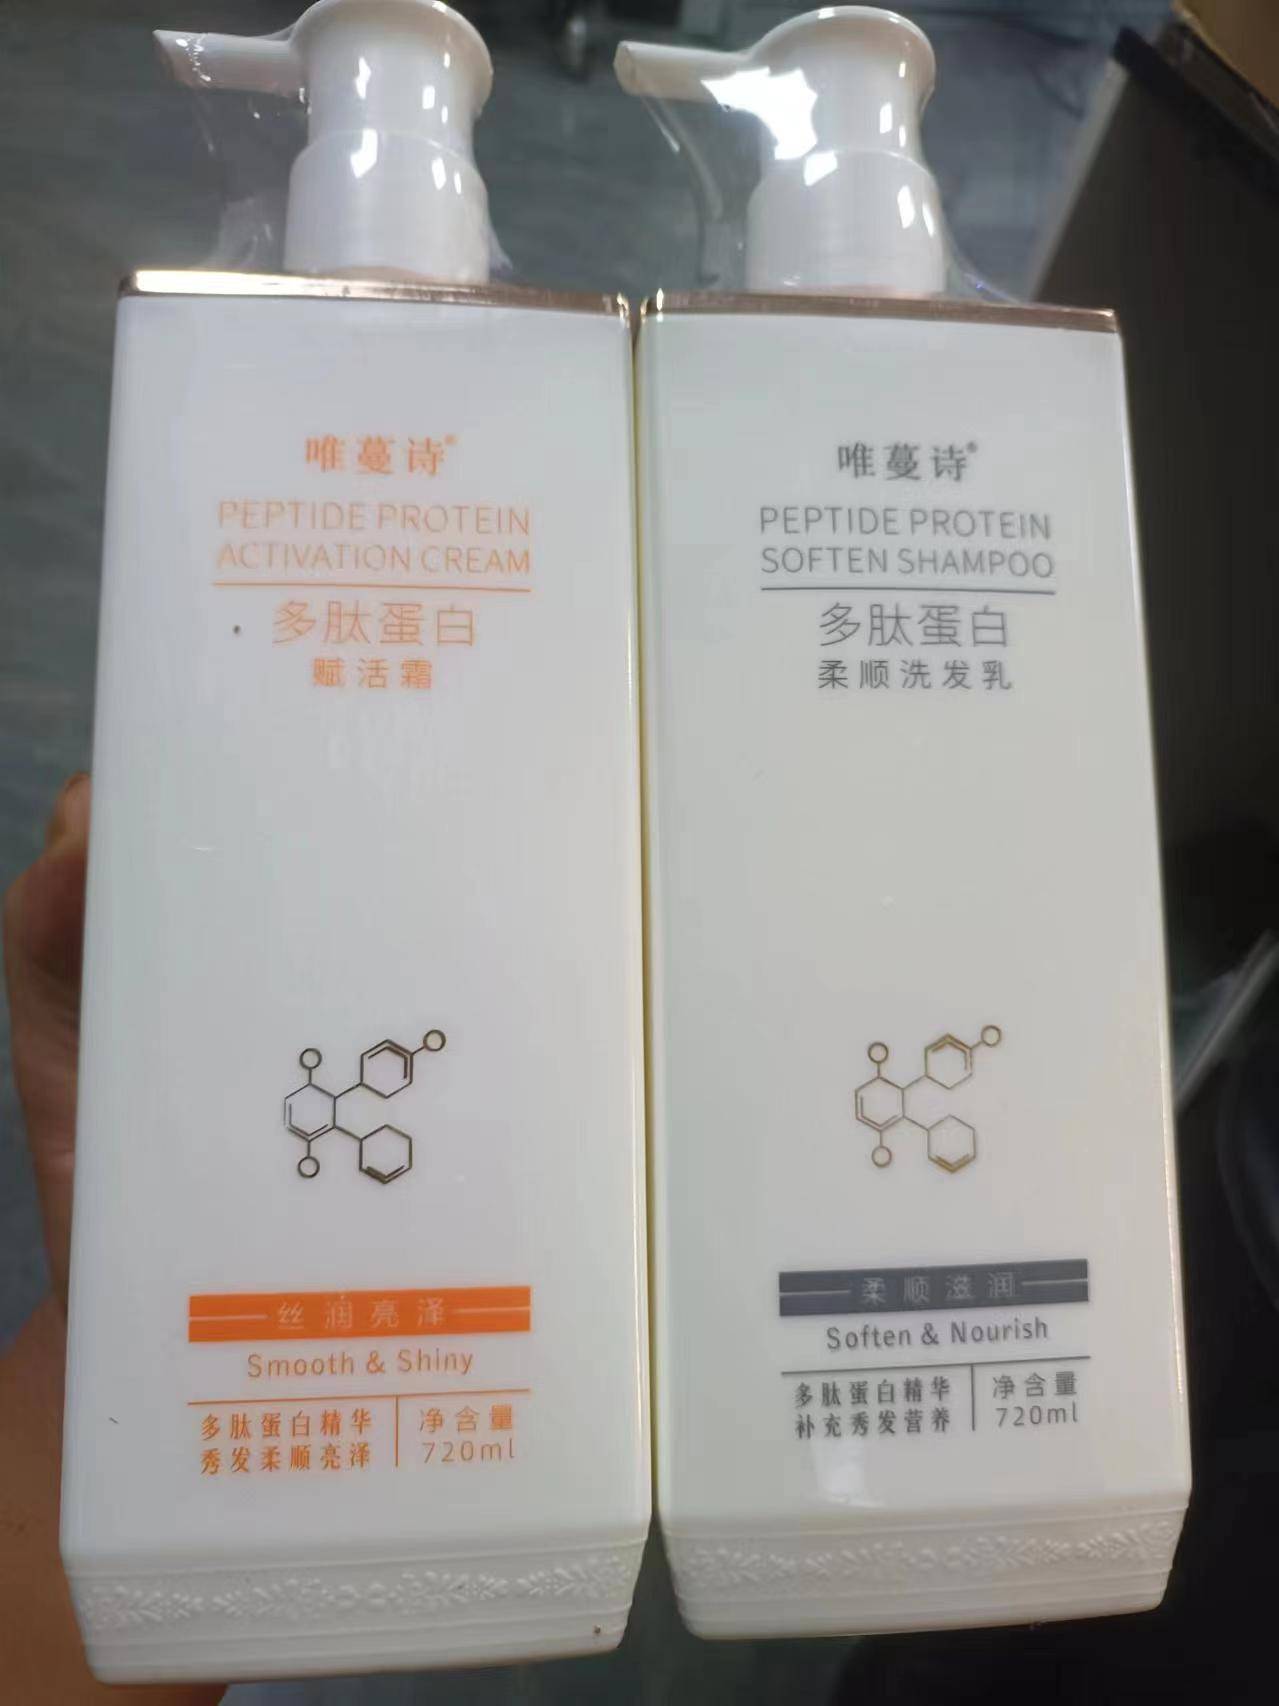 唯蔓诗®
PEPTIDE PROTEIN
ACTIVATION CREAM
多肽蛋白
赋活霜
丝润亮泽
Smooth & Shiny
多肽蛋白精华
秀发柔顺亮泽
净含量
720ml
唯蔓诗®
PEPTIDE PROTEIN
SOFTEN SHAMPOO
多肽蛋白
柔顺洗发乳
柔顺滋润
Soften & Nourish
多肽蛋白精华
补充秀发营养
净含量
720ml